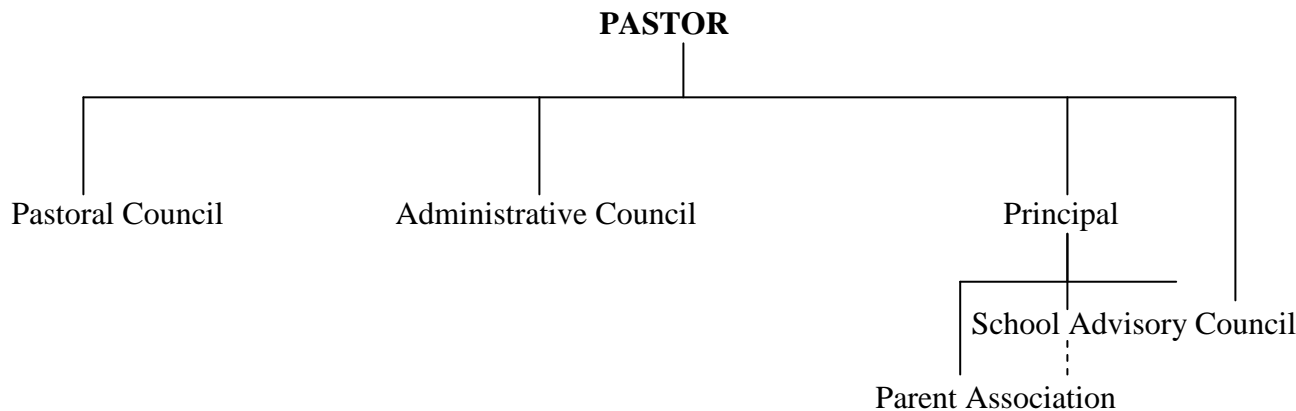 PASTOR
Pastoral Council
Administrative Council
Principal
School Advisory Council
Parent Association